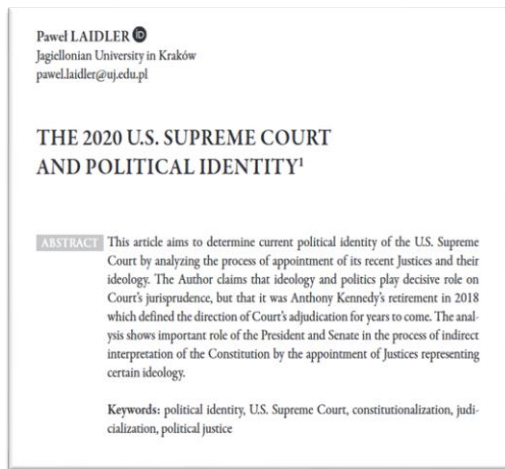 Paweł LAIDLER iD
Jagiellonian University in Kraków
pawel.laidler@uj.edu.pl
THE 2020 U.S. SUPREME COURT
AND POLITICAL IDENTITY¹
ABSTRACT This article aims to determine current political identity of the U.S. Supreme
Court by analyzing the process of appointment of its recent Justices and their
ideology. The Author claims that ideology and politics play decisive role on
Court's jurisprudence, but that it was Anthony Kennedy's retirement in 2018
which defined the direction of Court's adjudication for years to come. The anal-
ysis shows important role of the President and Senate in the process of indirect
interpretation of the Constitution by the appointment of Justices representing
certain ideology.
Keywords: political identity, U.S. Supreme Court, constitutionalization, judi-
cialization, political justice